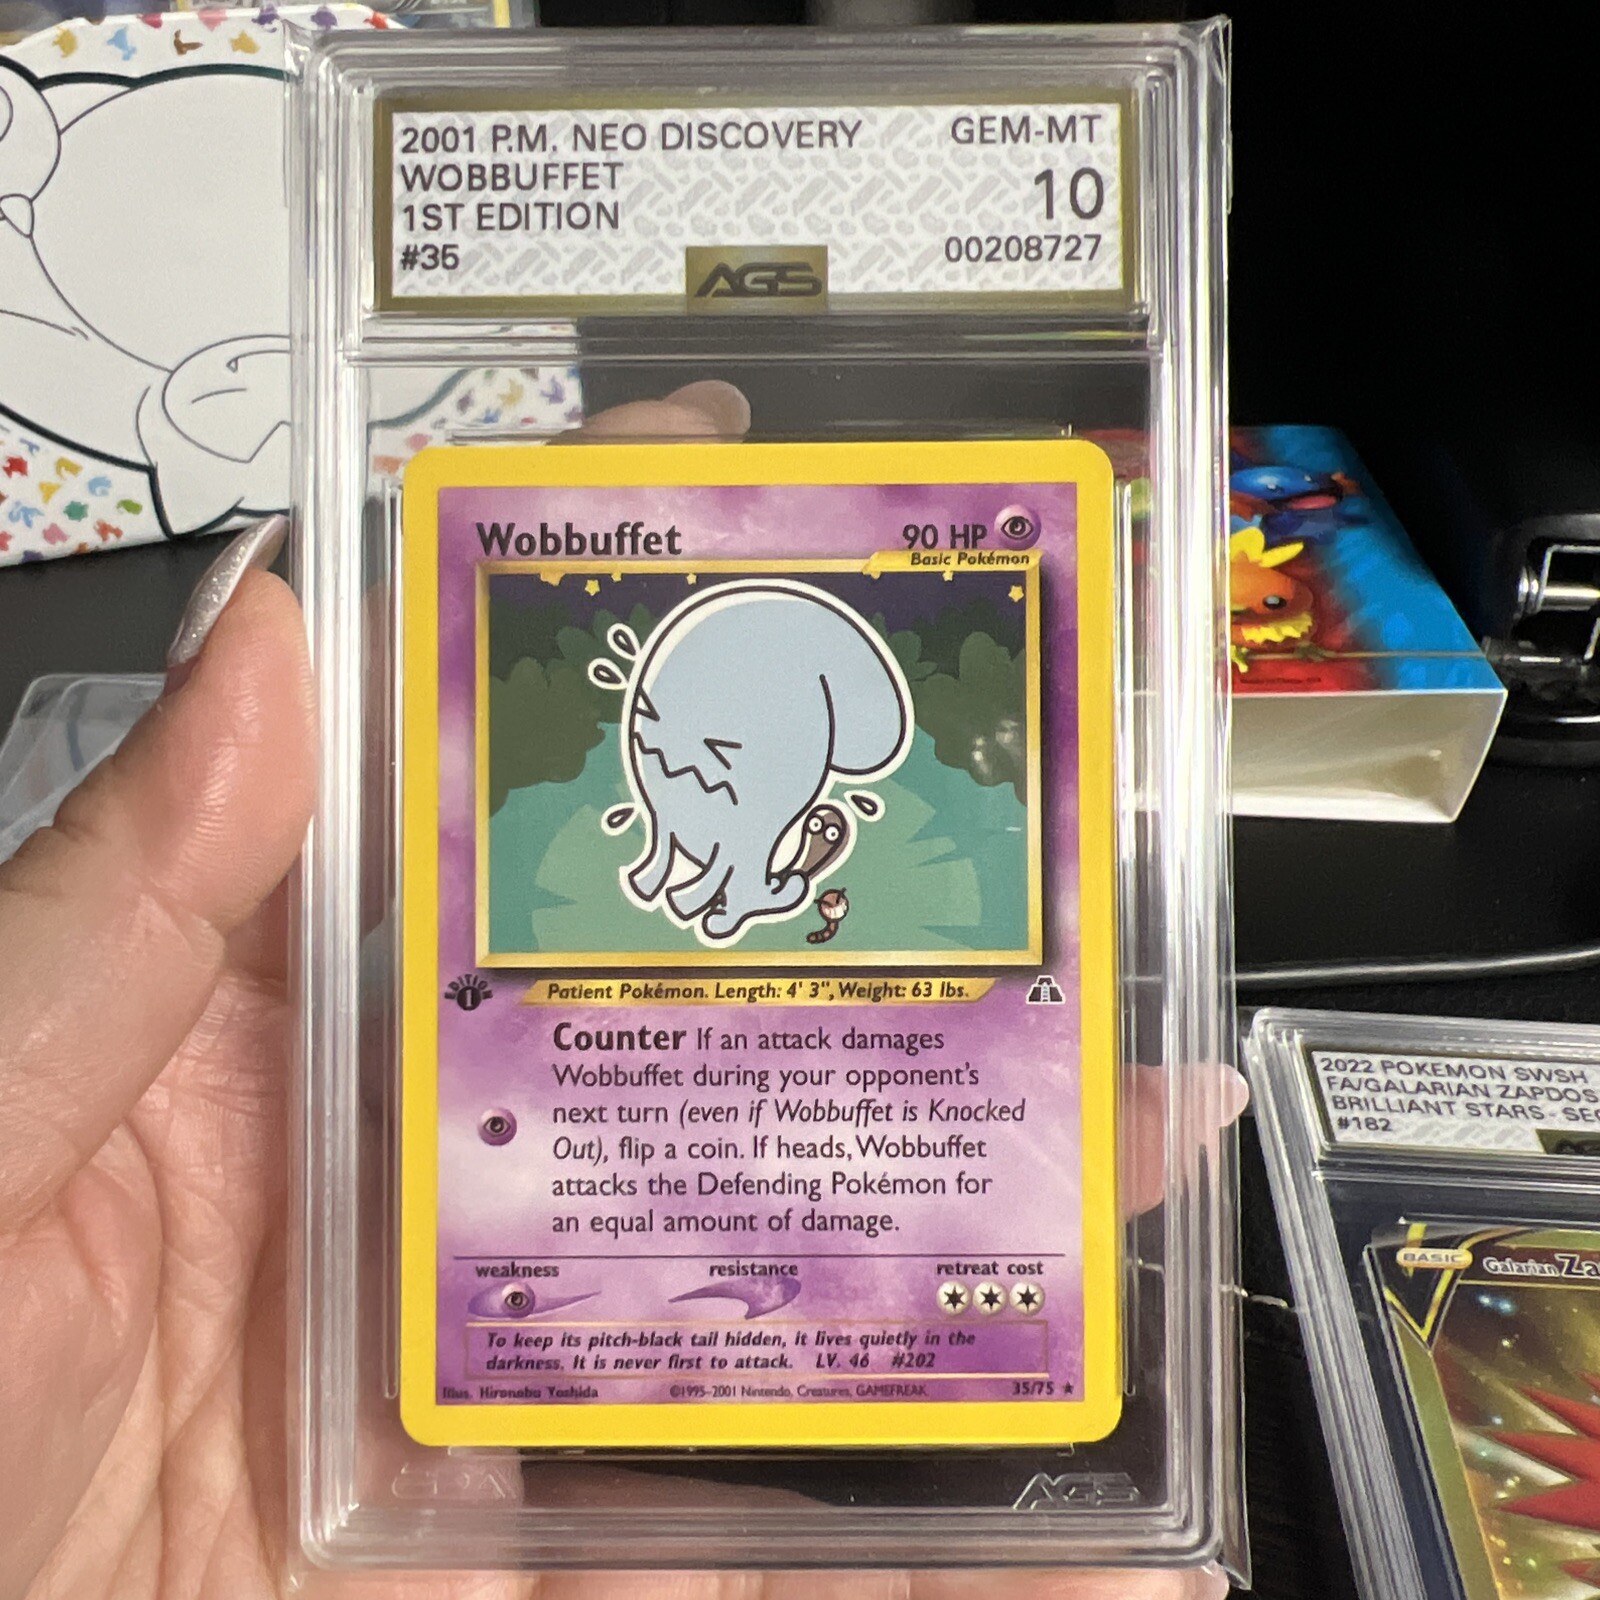 2001 P.M. NEO DISCOVERY GEM-MT
WOBBUFFET 10
1ST EDITION
#35 00208727
AGS
Wobbuffet 90 HP
Basic Pokémon
EDITION
1
Patient Pokémon. Length: 4' 3", Weight: 63 lbs.
Counter If an attack damages
Wobbuffet during your opponent's
next turn (even if Wobbuffet is Knocked
Out), flip a coin. If heads, Wobbuffet
attacks the Defending Pokémon for
an equal amount of damage.
weakness resistance retreat cost
To keep its pitch-black tail hidden, it lives quietly in the
darkness. It is never first to attack. LV. 46 #202
Illus. Hironobu Yoshida ©1995-2001 Nintendo, Creatures, GAMEFREAK. 35/75 ★
AGS
2022 POKEMON SWSH
FA/GALARIAN ZAPDOS
BRILLIANT STARS - SEC
#182
BASIC Galarian Za